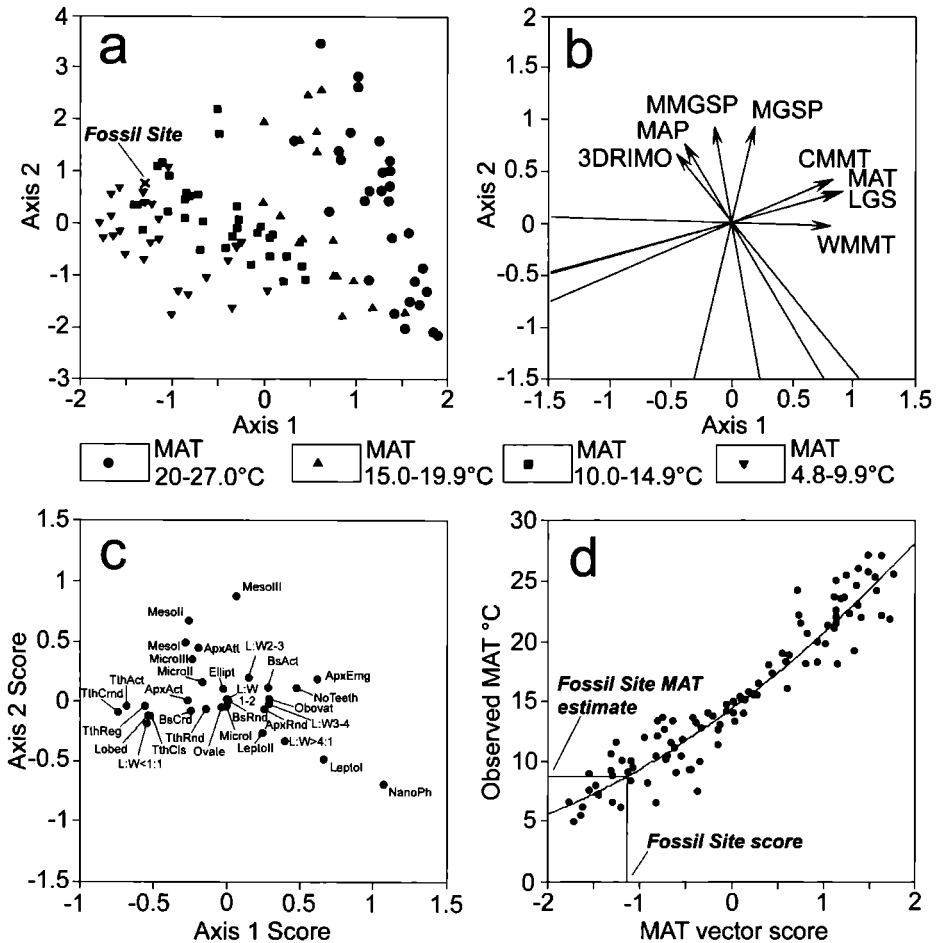 a
4
3
2
1
0
-1
-2
-3
Axis 2
Fossil Site
-2
-1
0
1
2
Axis 1
b
2
1.5
1
0.5
0
-0.5
-1
-1.5
Axis 2
MMGSP
MGSP
MAP
3DRIMO
CMMT
MAT
LGS
WMMT
-1.5
-1
-0.5
0
0.5
1
1.5
Axis 1
MAT
20-27.0°C
MAT
15.0-19.9°C
MAT
10.0-14.9°C
MAT
4.8-9.9°C
c
1.5
1
0.5
0
-0.5
-1
-1.5
Axis 2 Score
MesoIII
MesoII
MesoI
ApxAtt
L:W2-3
MicroIII
BsAct
MicroII
Ellipt
ApxEmg
TthAct
ApxAct
L:W
1-2
NoTeeth
TthCmd
Obovat
TthReg
BsCrd
TthRnd
BsRnd
ApxRnd
L:W3-4
Lobed
TthCls
Ovale
MicroI
LeptoII
L:W>4:1
L:W<1:1
LeptoI
NanoPh
-1
-0.5
0
0.5
1
1.5
Axis 1 Score
d
30
25
20
15
10
5
0
Observed MAT °C
Fossil Site MAT
estimate
Fossil Site score
-2
-1
0
1
2
MAT vector score